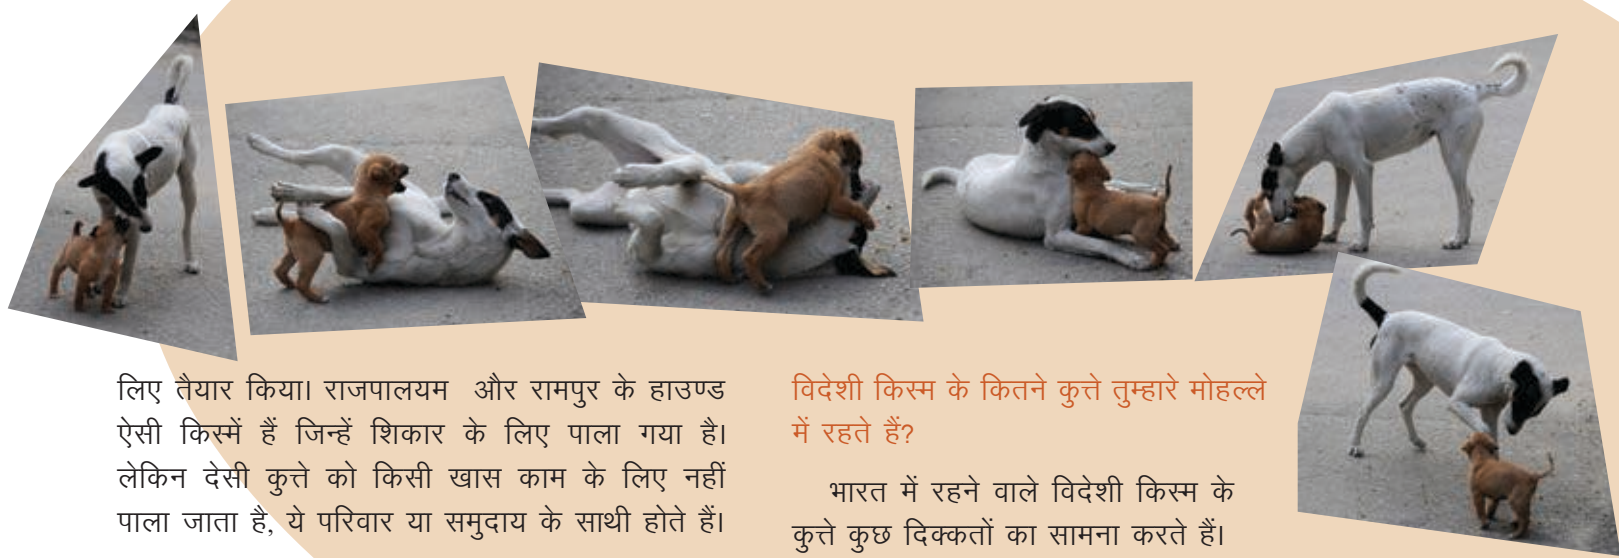 लिए तैयार किया। राजपालयम और रामपुर के हाउण्ड
ऐसी किस्में हैं जिन्हें शिकार के लिए पाला गया है।
लेकिन देसी कुत्ते को किसी खास काम के लिए नहीं
पाला जाता है, ये परिवार या समुदाय के साथी होते हैं।
विदेशी किस्म के कितने कुत्ते तुम्हारे मोहल्ले
में रहते हैं?
भारत में रहने वाले विदेशी किस्म के
कुत्ते कुछ दिक्कतों का सामना करते हैं।